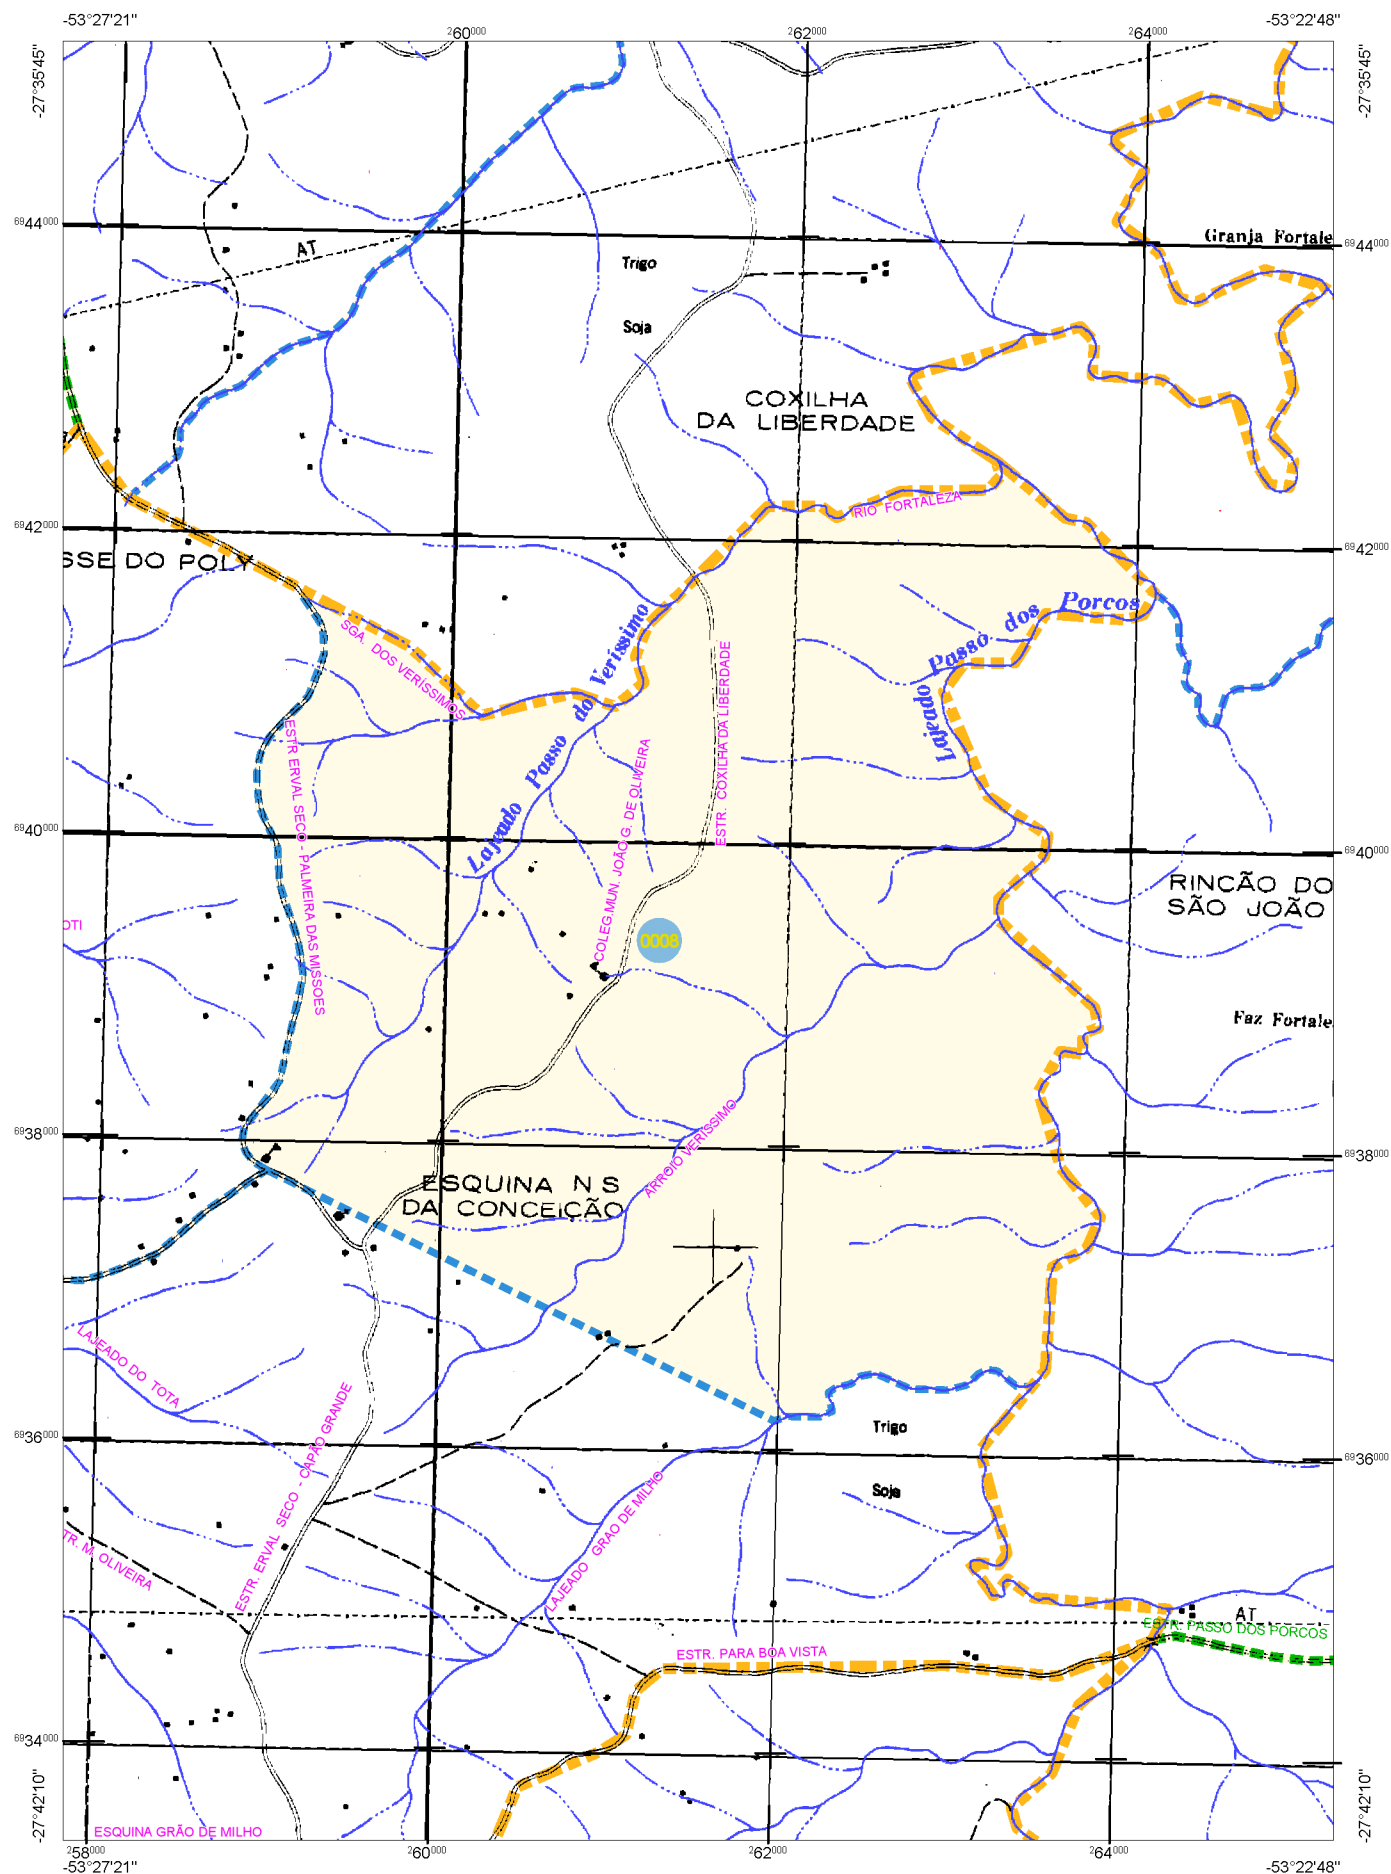 -53°27'21"
-53°22'48"
260000
262000
264000
-27°35'45"
-27°35'45"
6944000
AT
Trigo
Granja Fortale
6944000
Soja
COXILHA
DA LIBERDADE
RIO FORTALEZA
6942000
SSE DO POLY
6942000
SGA. DOS VERÍSSIMOS
Lajeado Passo do Verissimo
Lajeado Passo dos Porcos
ESTR. COXILHA DA LIBERDADE
ESTR ERVAL SECO - PALMEIRA DAS MISSOES
COLEG.MUN. JOÃO G. DE OLIVEIRA
6940000
6940000
RINCÃO DO
SÃO JOÃO
OTI
0008
Faz Fortale
6938000
6938000
ARROIO VERISSIMO
ESQUINA N S
DA CONCEIÇÃO
LAJEADO DO TOTA
ESTR. ERVAL SECO - CAPÃO GRANDE
Trigo
6936000
6936000
Soja
LAJEADO GRAO DE MILHO
TR. M. OLIVEIRA
AT
ESTR. PASSO DOS PORCOS
ESTR. PARA BOA VISTA
6934000
-27°42'10"
-27°42'10"
ESQUINA GRÃO DE MILHO
258000
260000
262000
264000
-53°27'21"
-53°22'48"